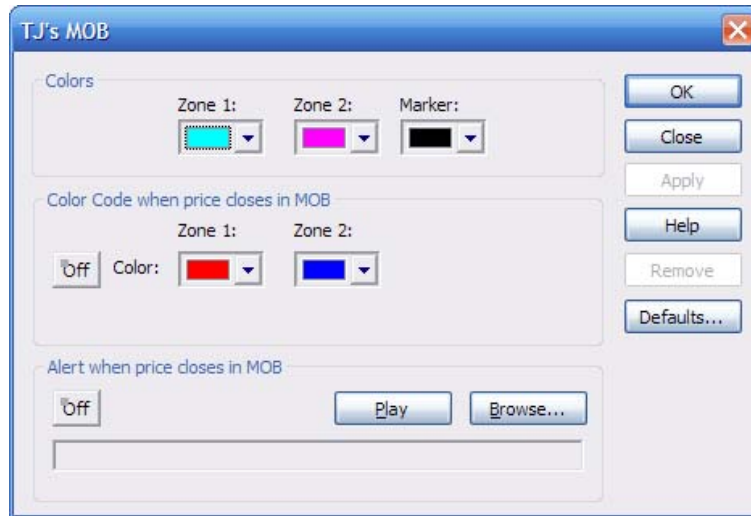 TJ's MOB
Colors
Zone 1: Zone 2: Marker:
OK
Close
Apply
Color Code when price closes in MOB
Zone 1: Zone 2:
Off Color:
Help
Remove
Defaults...
Alert when price closes in MOB
Off Play Browse...